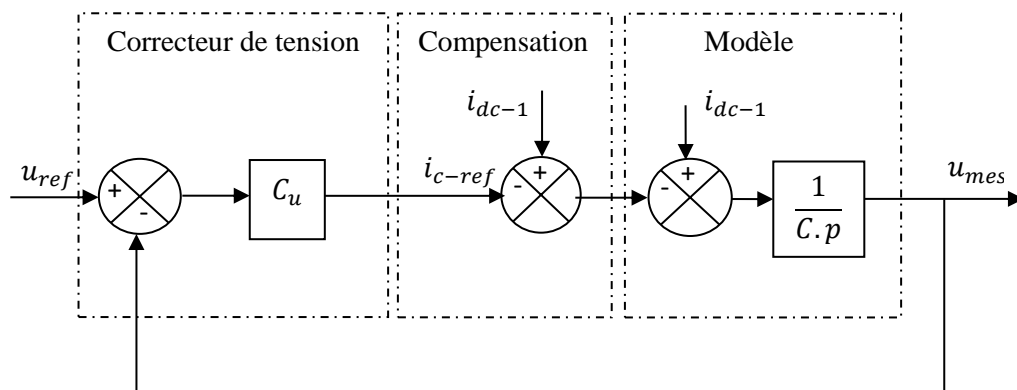 Correcteur de tension
Compensation
Modèle
i_{dc-1}
i_{dc-1}
u_{ref}
+
-
C_u
i_{c-ref}
-
+
-
+
1
C.p
u_{mes}